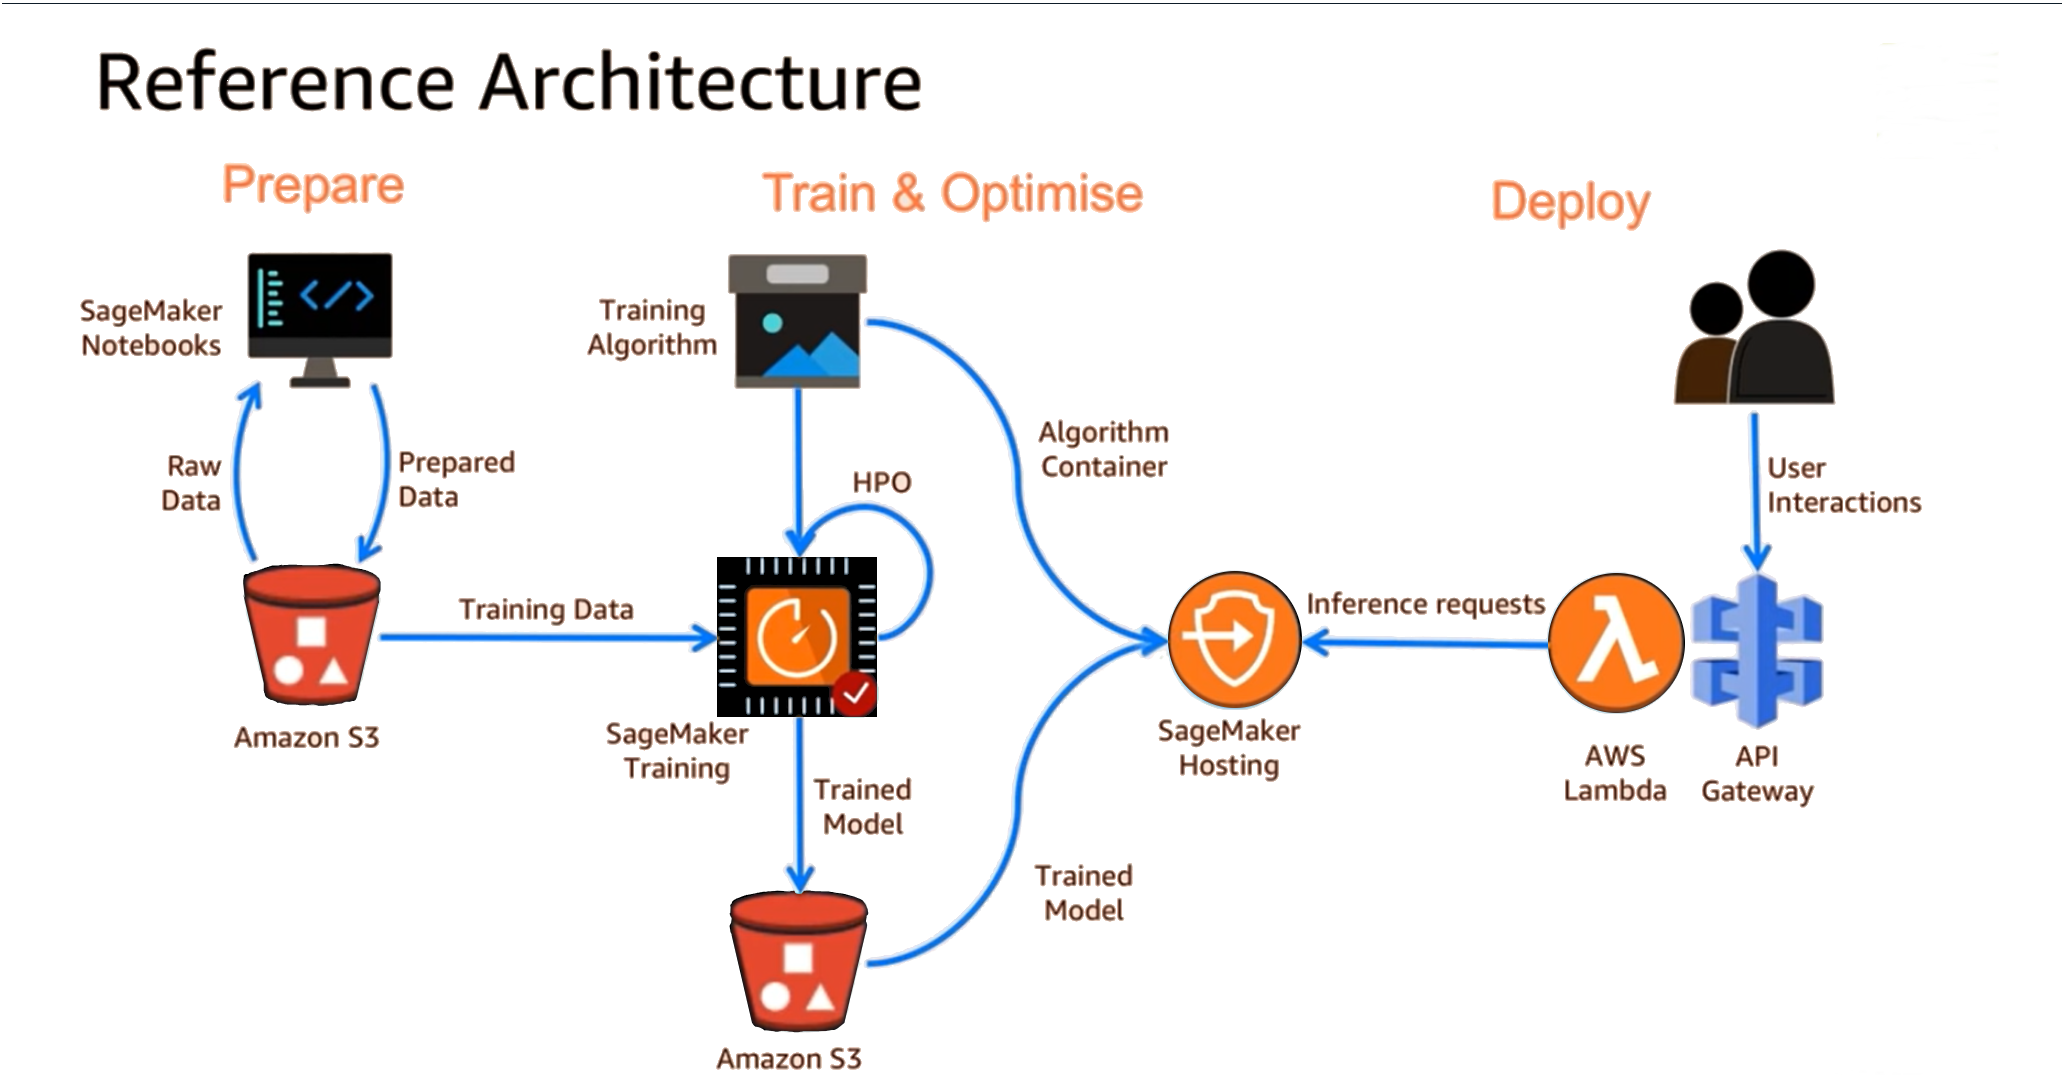 Reference Architecture
Prepare
Train & Optimise
Deploy
SageMaker
Notebooks
Training
Algorithm
Raw
Data
Prepared
Data
HPO
Algorithm
Container
User
Interactions
Training Data
Inference requests
Amazon S3
SageMaker
Training
SageMaker
Hosting
AWS
Lambda
API
Gateway
Trained
Model
Trained
Model
Amazon S3